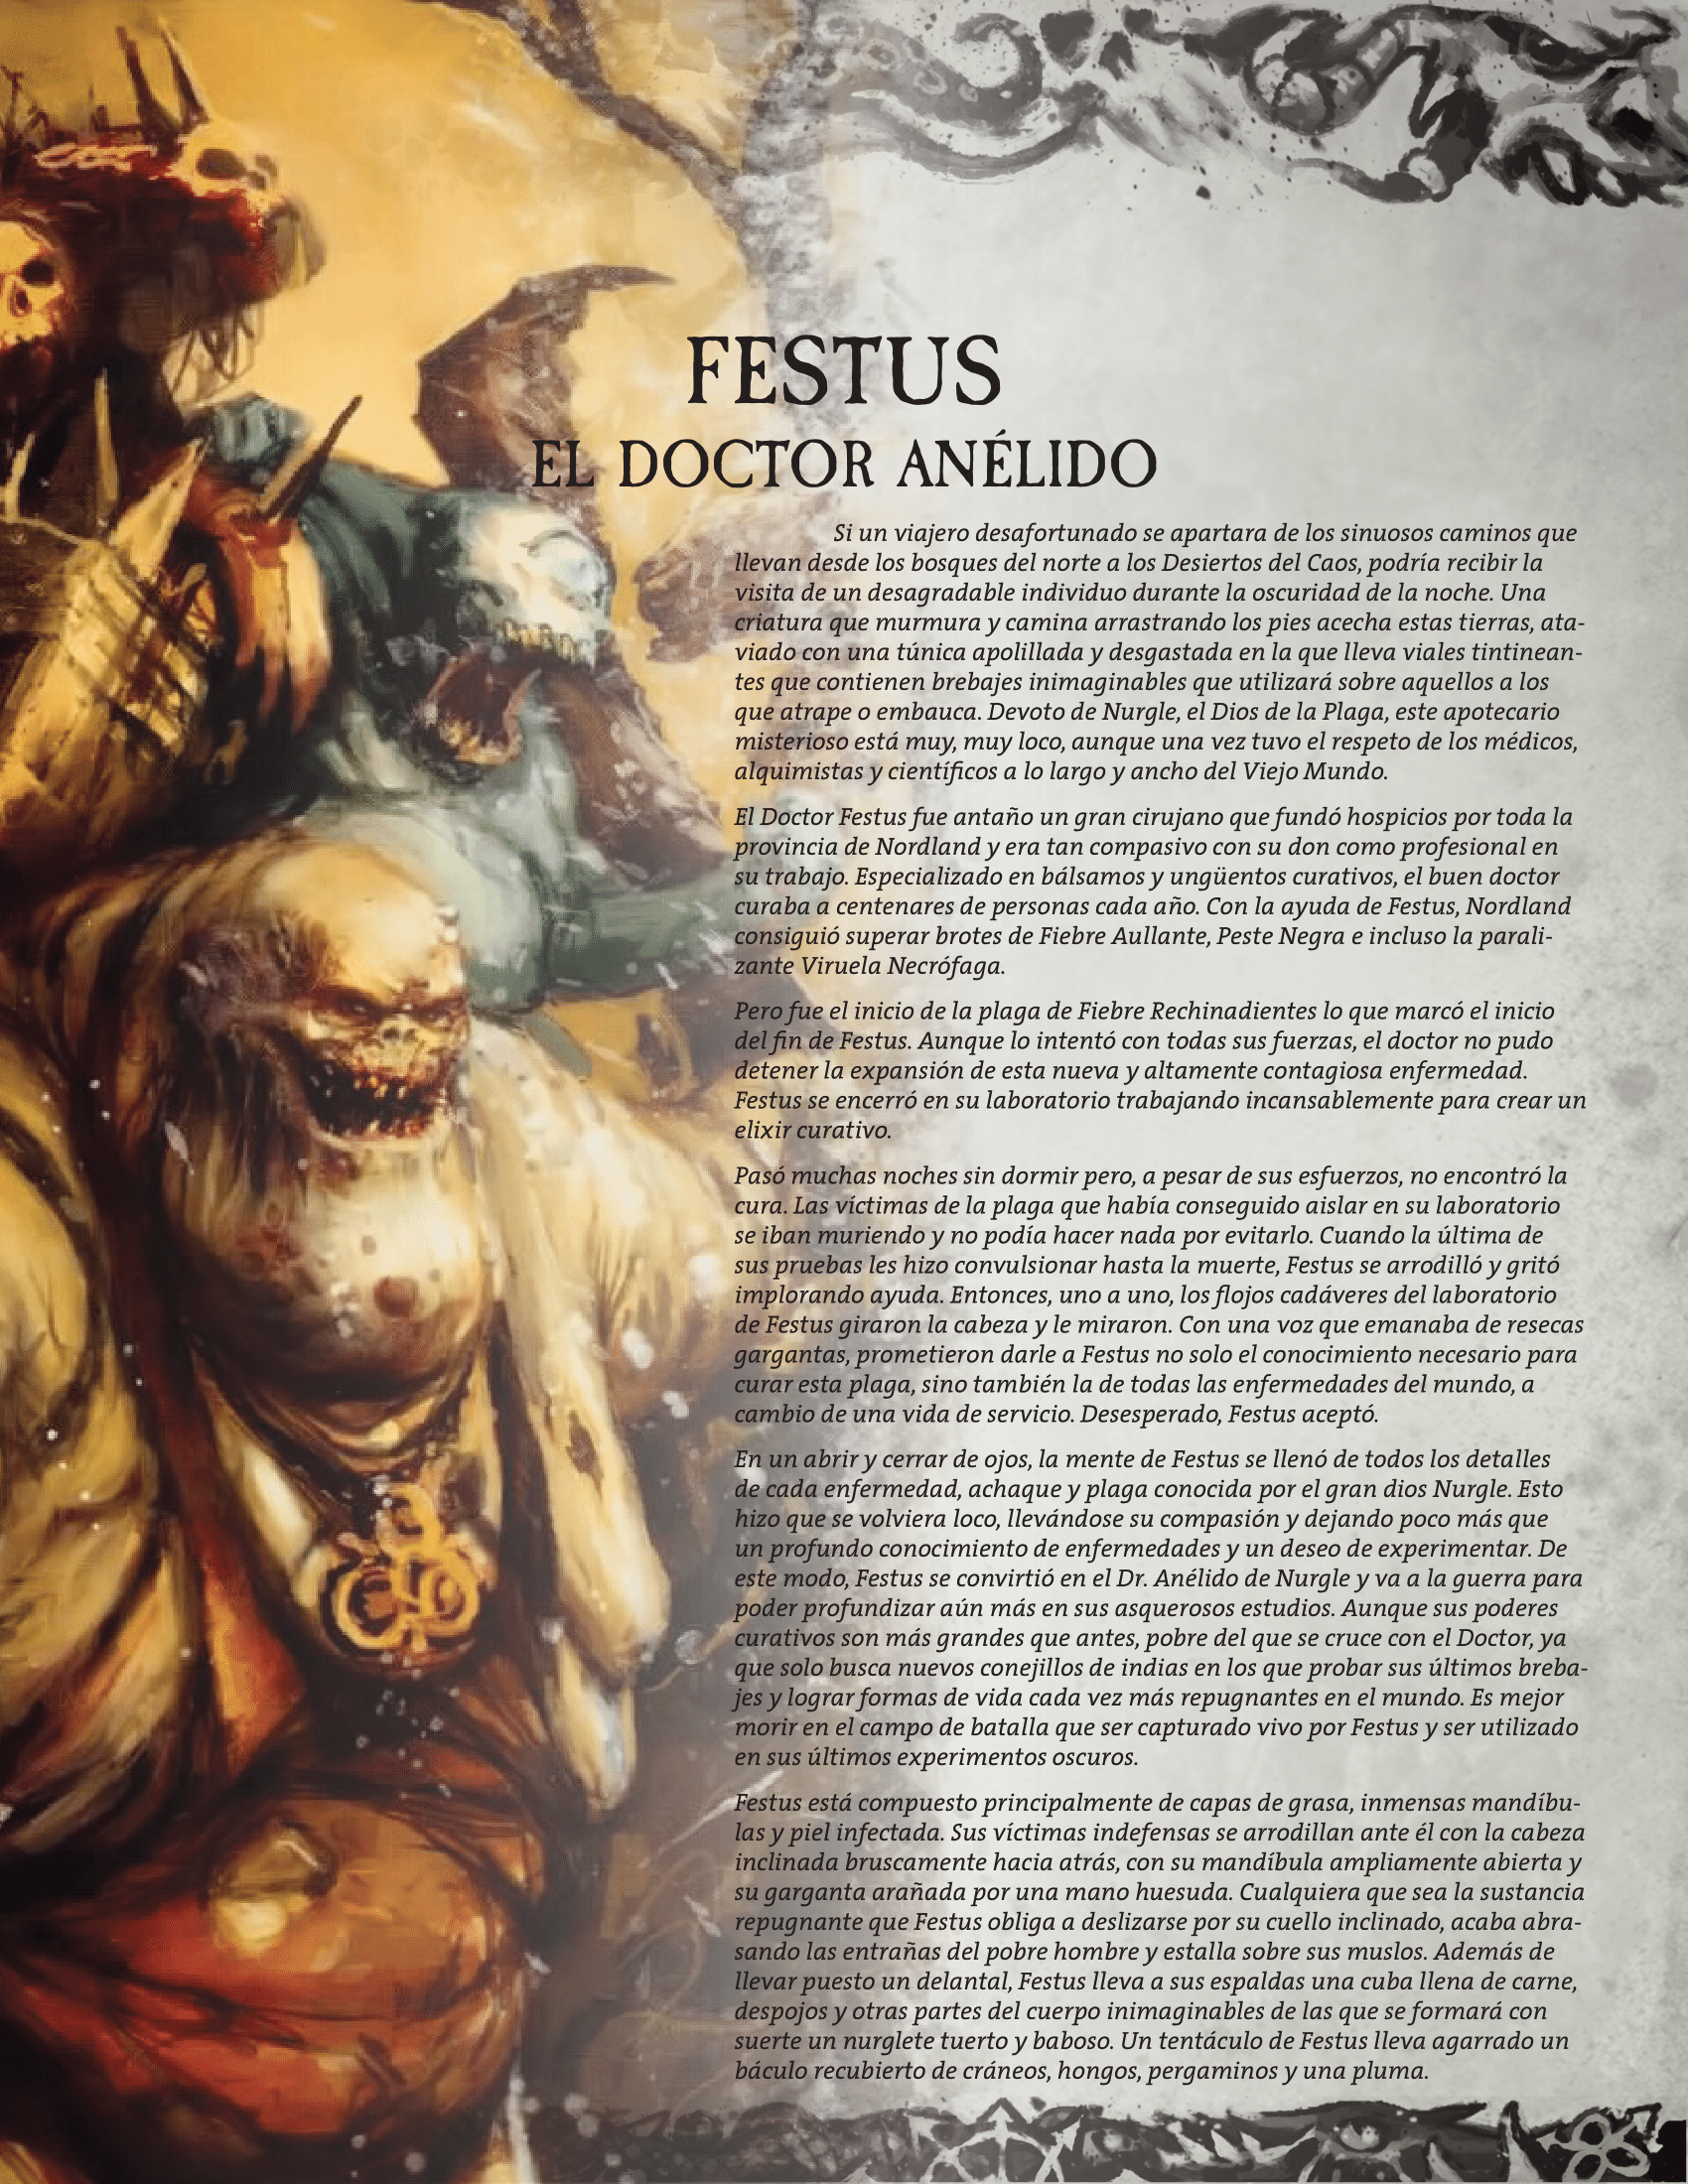 FESTUS
EL DOCTOR ANÉLIDO
Si un viajero desafortunado se apartara de los sinuosos caminos que
llevan desde los bosques del norte a los Desiertos del Caos, podría recibir la
visita de un desagradable individuo durante la oscuridad de la noche. Una
criatura que murmura y camina arrastrando los pies acecha estas tierras, ata-
viado con una túnica apolillada y desgastada en la que lleva viales tintinean-
tes que contienen brebajes inimaginables que utilizará sobre aquellos a los
que atrape o embauca. Devoto de Nurgle, el Dios de la Plaga, este apotecario
misterioso está muy, muy loco, aunque una vez tuvo el respeto de los médicos,
alquimistas y científicos a lo largo y ancho del Viejo Mundo.
El Doctor Festus fue antaño un gran cirujano que fundó hospicios por toda la
provincia de Nordland y era tan compasivo con su don como profesional en
su trabajo. Especializado en bálsamos y ungüentos curativos, el buen doctor
curaba a centenares de personas cada año. Con la ayuda de Festus, Nordland
consiguió superar brotes de Fiebre Aullante, Peste Negra e incluso la parali-
zante Viruela Necrófaga.
Pero fue el inicio de la plaga de Fiebre Rechinadientes lo que marcó el inicio
del fin de Festus. Aunque lo intentó con todas sus fuerzas, el doctor no pudo
detener la expansión de esta nueva y altamente contagiosa enfermedad.
Festus se encerró en su laboratorio trabajando incansablemente para crear un
elixir curativo.
Pasó muchas noches sin dormir pero, a pesar de sus esfuerzos, no encontró la
cura. Las víctimas de la plaga que había conseguido aislar en su laboratorio
se iban muriendo y no podía hacer nada por evitarlo. Cuando la última de
sus pruebas les hizo convulsionar hasta la muerte, Festus se arrodilló y gritó
implorando ayuda. Entonces, uno a uno, los flojos cadáveres del laboratorio
de Festus giraron la cabeza y le miraron. Con una voz que emanaba de resecas
gargantas, prometieron darle a Festus no solo el conocimiento necesario para
curar esta plaga, sino también la de todas las enfermedades del mundo, a
cambio de una vida de servicio. Desesperado, Festus aceptó.
En un abrir y cerrar de ojos, la mente de Festus se llenó de todos los detalles
de cada enfermedad, achaque y plaga conocida por el gran dios Nurgle. Esto
hizo que se volviera loco, llevándose su compasión y dejando poco más que
un profundo conocimiento de enfermedades y un deseo de experimentar. De
este modo, Festus se convirtió en el Dr. Anélido de Nurgle y va a la guerra para
poder profundizar aún más en sus asquerosos estudios. Aunque sus poderes
curativos son más grandes que antes, pobre del que se cruce con el Doctor, ya
que solo busca nuevos conejillos de indias en los que probar sus últimos breba-
jes y lograr formas de vida cada vez más repugnantes en el mundo. Es mejor
morir en el campo de batalla que ser capturado vivo por Festus y ser utilizado
en sus últimos experimentos oscuros.
Festus está compuesto principalmente de capas de grasa, inmensas mandíbu-
las y piel infectada. Sus víctimas indefensas se arrodillan ante él con la cabeza
inclinada bruscamente hacia atrás, con su mandíbula ampliamente abierta y
su garganta arañada por una mano huesuda. Cualquiera que sea la sustancia
repugnante que Festus obliga a deslizarse por su cuello inclinado, acaba abra-
sando las entrañas del pobre hombre y estalla sobre sus muslos. Además de
llevar puesto un delantal, Festus lleva a sus espaldas una cuba llena de carne,
despojos y otras partes del cuerpo inimaginables de las que se formará con
suerte un nurglete tuerto y baboso. Un tentáculo de Festus lleva agarrado un
báculo recubierto de cráneos, hongos, pergaminos y una pluma.